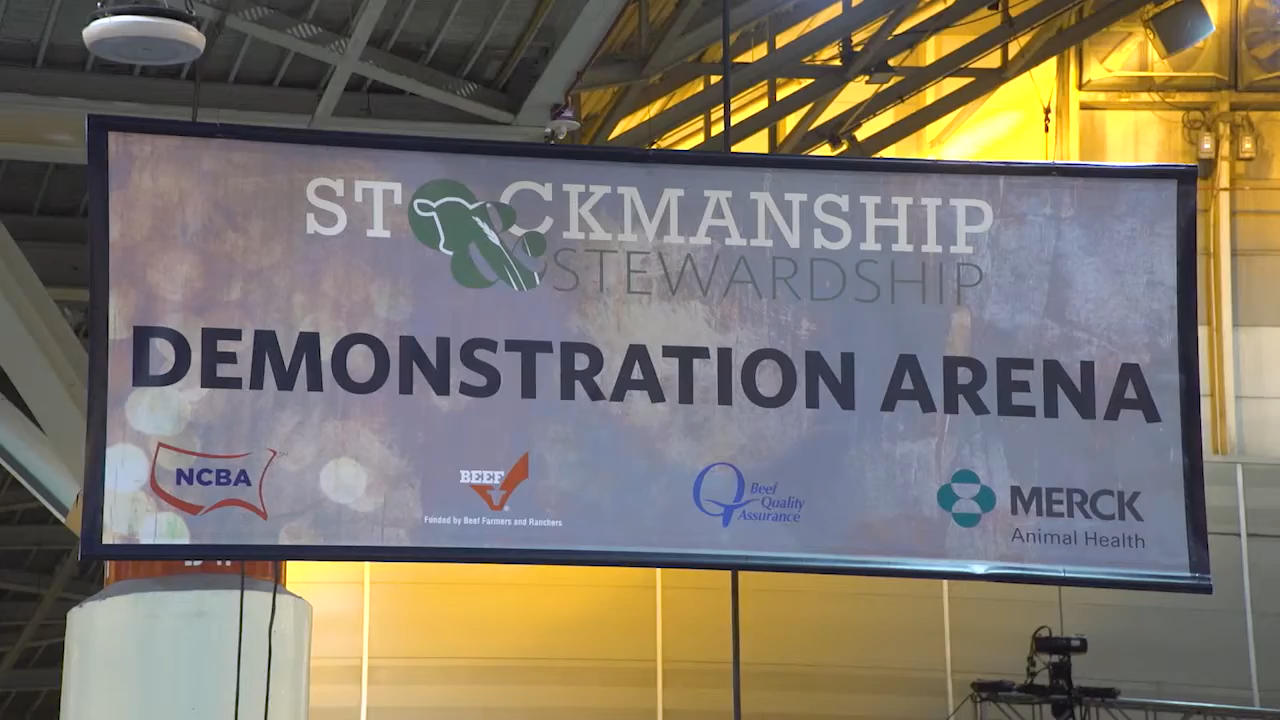 STOCKMANSHIP
& STEWARDSHIP
DEMONSTRATION ARENA
NCBA
BEEF
Funded by Beef Farmers and Ranchers
Q Beef
Quality
Assurance
MERCK
Animal Health